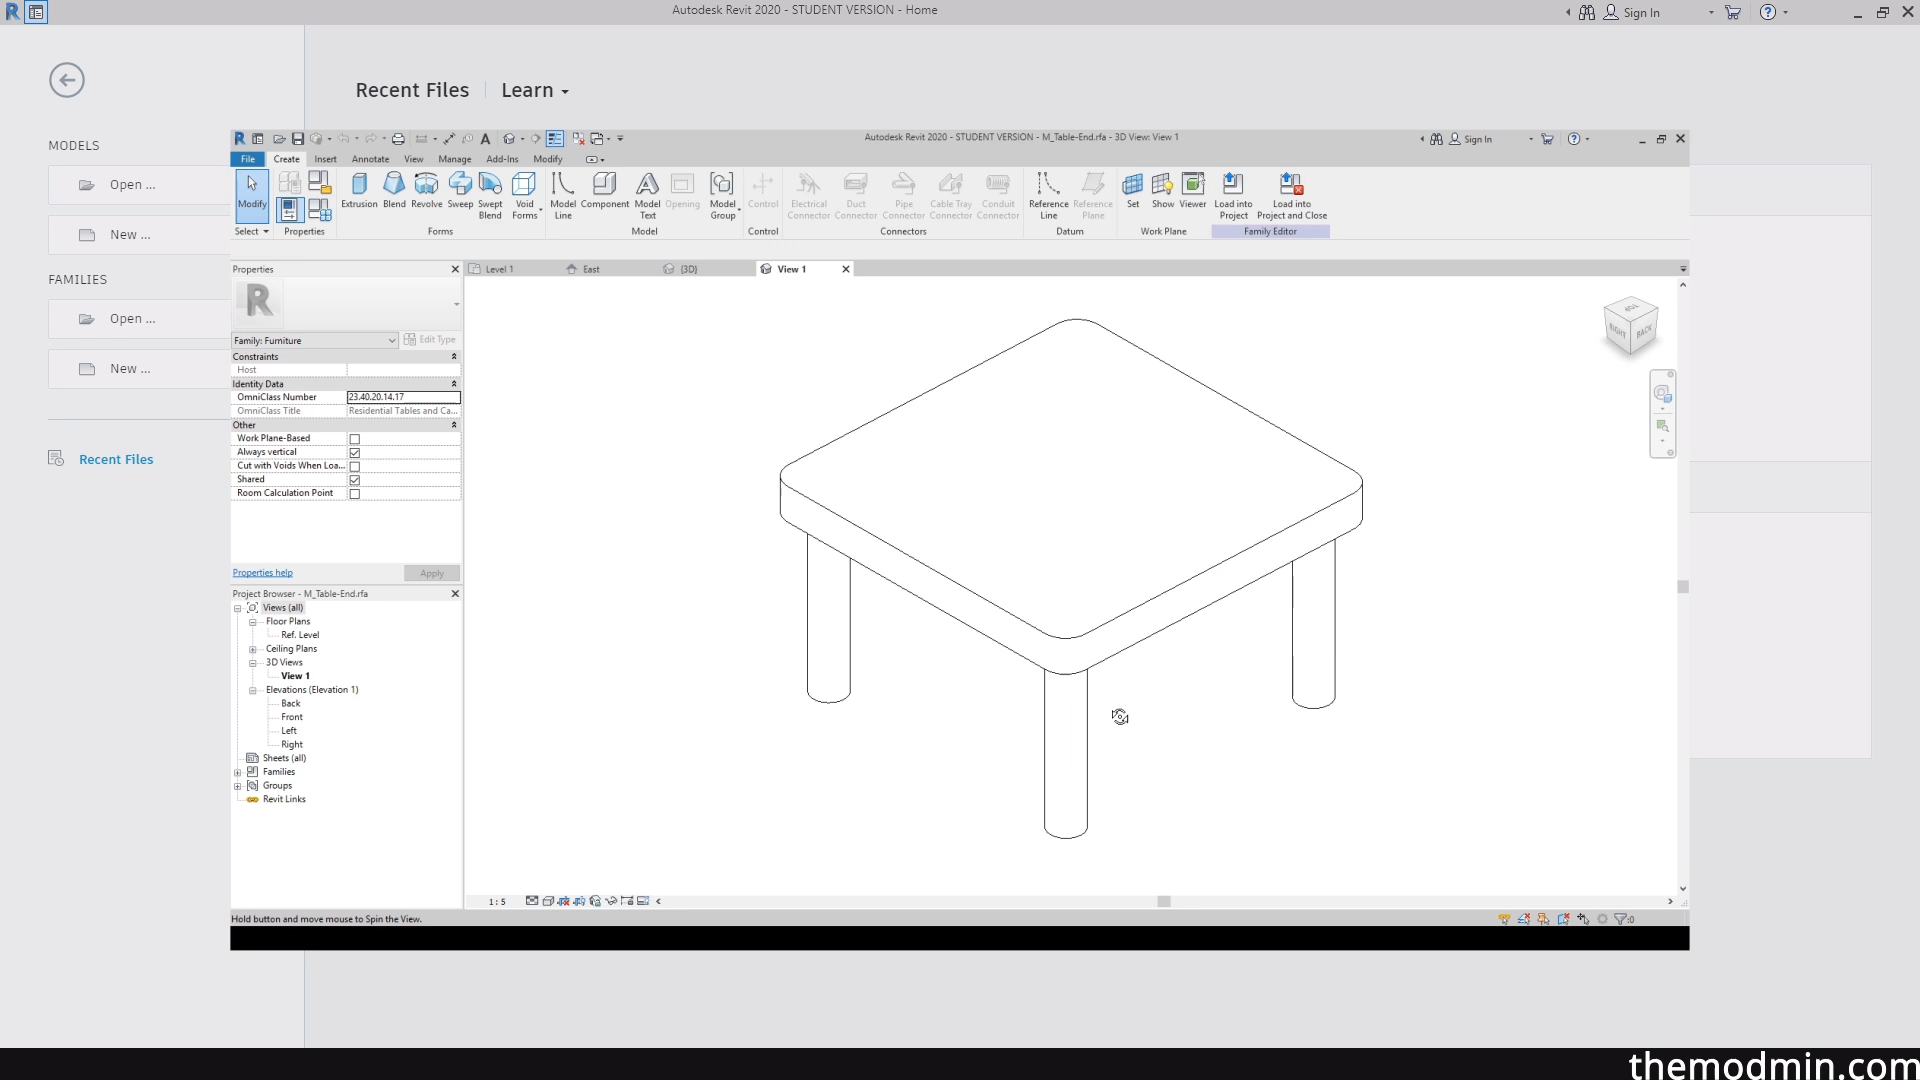 Autodesk Revit 2020 - STUDENT VERSION - Home
Sign In
Recent Files
Learn
MODELS
Open ...
New ...
FAMILIES
Open ...
New ...
Recent Files
Autodesk Revit 2020 - STUDENT VERSION - M_Table-End.rfa - 3D View: View 1
Sign In
File Create Insert Annotate View Manage Add-Ins Modify
Modify
Extrusion Blend Revolve Sweep Swept Blend Void Forms
Model Line Component Model Text Opening Model Group
Control
Electrical Connector Duct Connector Pipe Connector Cable Tray Connector Conduit Connector
Reference Line Reference Plane
Set Show Viewer
Load into Project Load into Project and Close
Select Properties Forms Model Control Connectors Datum Work Plane Family Editor
Properties
Level 1 East {3D} View 1
Family: Furniture
Edit Type
Constraints
Host
Identity Data
OmniClass Number 23.40.20.14.17
OmniClass Title Residential Tables and Ca...
Other
Work Plane-Based
Always vertical
Cut with Voids When Loa...
Shared
Room Calculation Point
Properties help
Apply
Project Browser - M_Table-End.rfa
Views (all)
Floor Plans
Ref. Level
Ceiling Plans
3D Views
View 1
Elevations (Elevation 1)
Back
Front
Left
Right
Sheets (all)
Families
Groups
Revit Links
TOP
RIGHT
BACK
1 : 5
Hold button and move mouse to Spin the View.
:0
themodmin.com